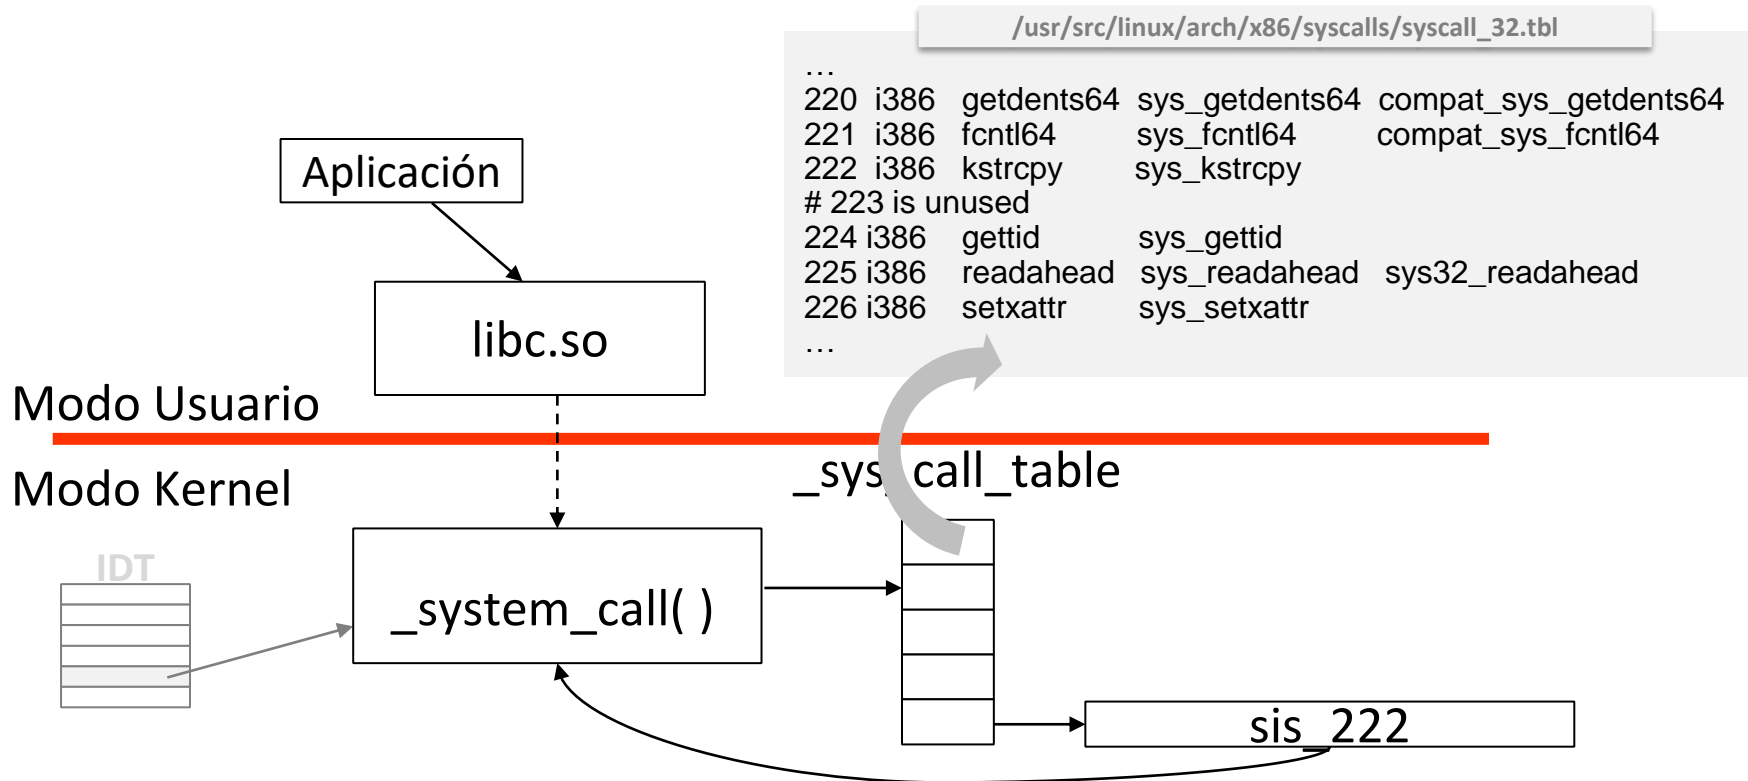 /usr/src/linux/arch/x86/syscalls/syscall_32.tbl
…
220 i386 getdents64 sys_getdents64 compat_sys_getdents64
221 i386 fcntl64 sys_fcntl64 compat_sys_fcntl64
222 i386 kstrcpy sys_kstrcpy
# 223 is unused
224 i386 gettid sys_gettid
225 i386 readahead sys_readahead sys32_readahead
226 i386 setxattr sys_setxattr
…
Aplicación
libc.so
Modo Usuario
Modo Kernel
_sys_call_table
IDT
_system_call( )
sis_222